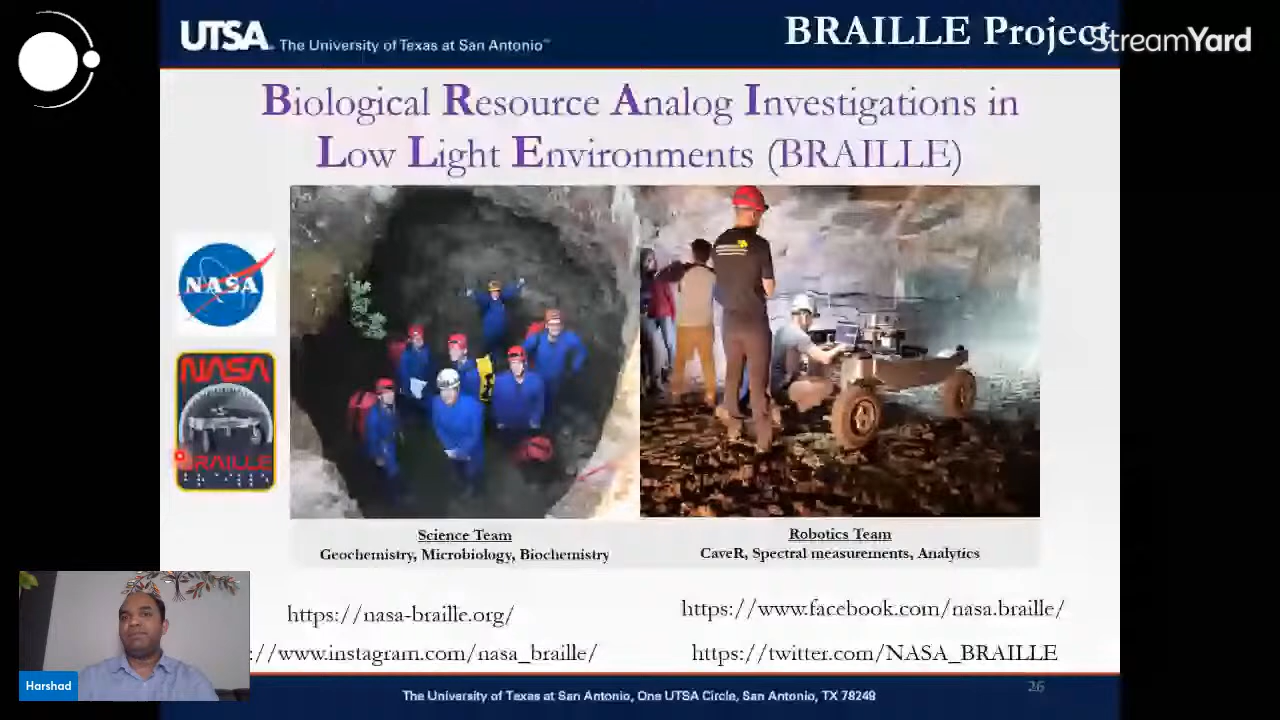 UTSA The University of Texas at San Antonio™
BRAILLE Project
StreamYard
Biological Resource Analog Investigations in
Low Light Environments (BRAILLE)
NASA
NASA
BRAILLE
Science Team
Geochemistry, Microbiology, Biochemistry
Robotics Team
CaveR, Spectral measurements, Analytics
https://nasa-braille.org/
https://www.facebook.com/nasa.braille/
://www.instagram.com/nasa_braille/
https://twitter.com/NASA_BRAILLE
Harshad
The University of Texas at San Antonio, One UTSA Circle, San Antonio, TX 78249
26